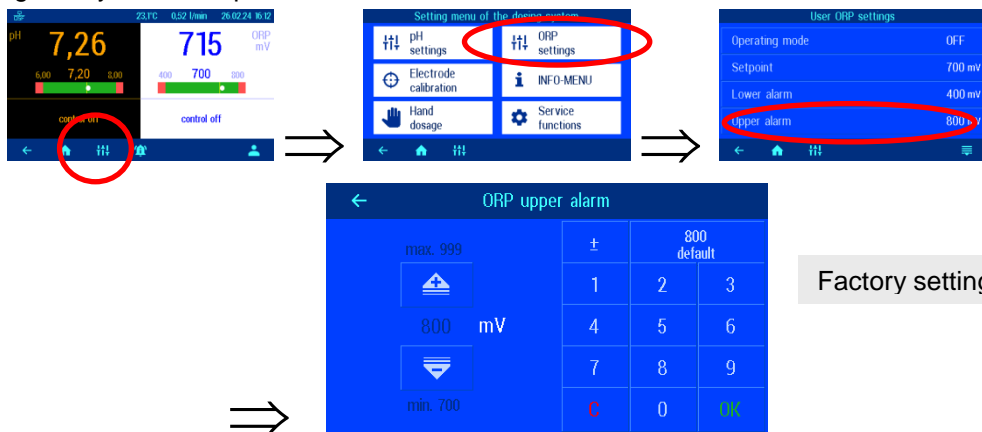 23,1°C 0,52 l/min 26.02.24 16:12
pH 7,26
6,00 7,20 8,00
control off
715 ORP
mV
400 700 800
control off
Setting menu of the dosing system
pH
settings
ORP
settings
Electrode
calibration
INFO-MENU
Hand
dosage
Service
functions
User ORP settings
Operating mode OFF
Setpoint 700 mV
Lower alarm 400 mV
Upper alarm 800 mV
ORP upper alarm
max. 999
800 mV
min. 700
± 800
default
1 2 3
4 5 6
7 8 9
C 0 OK
Factory setting